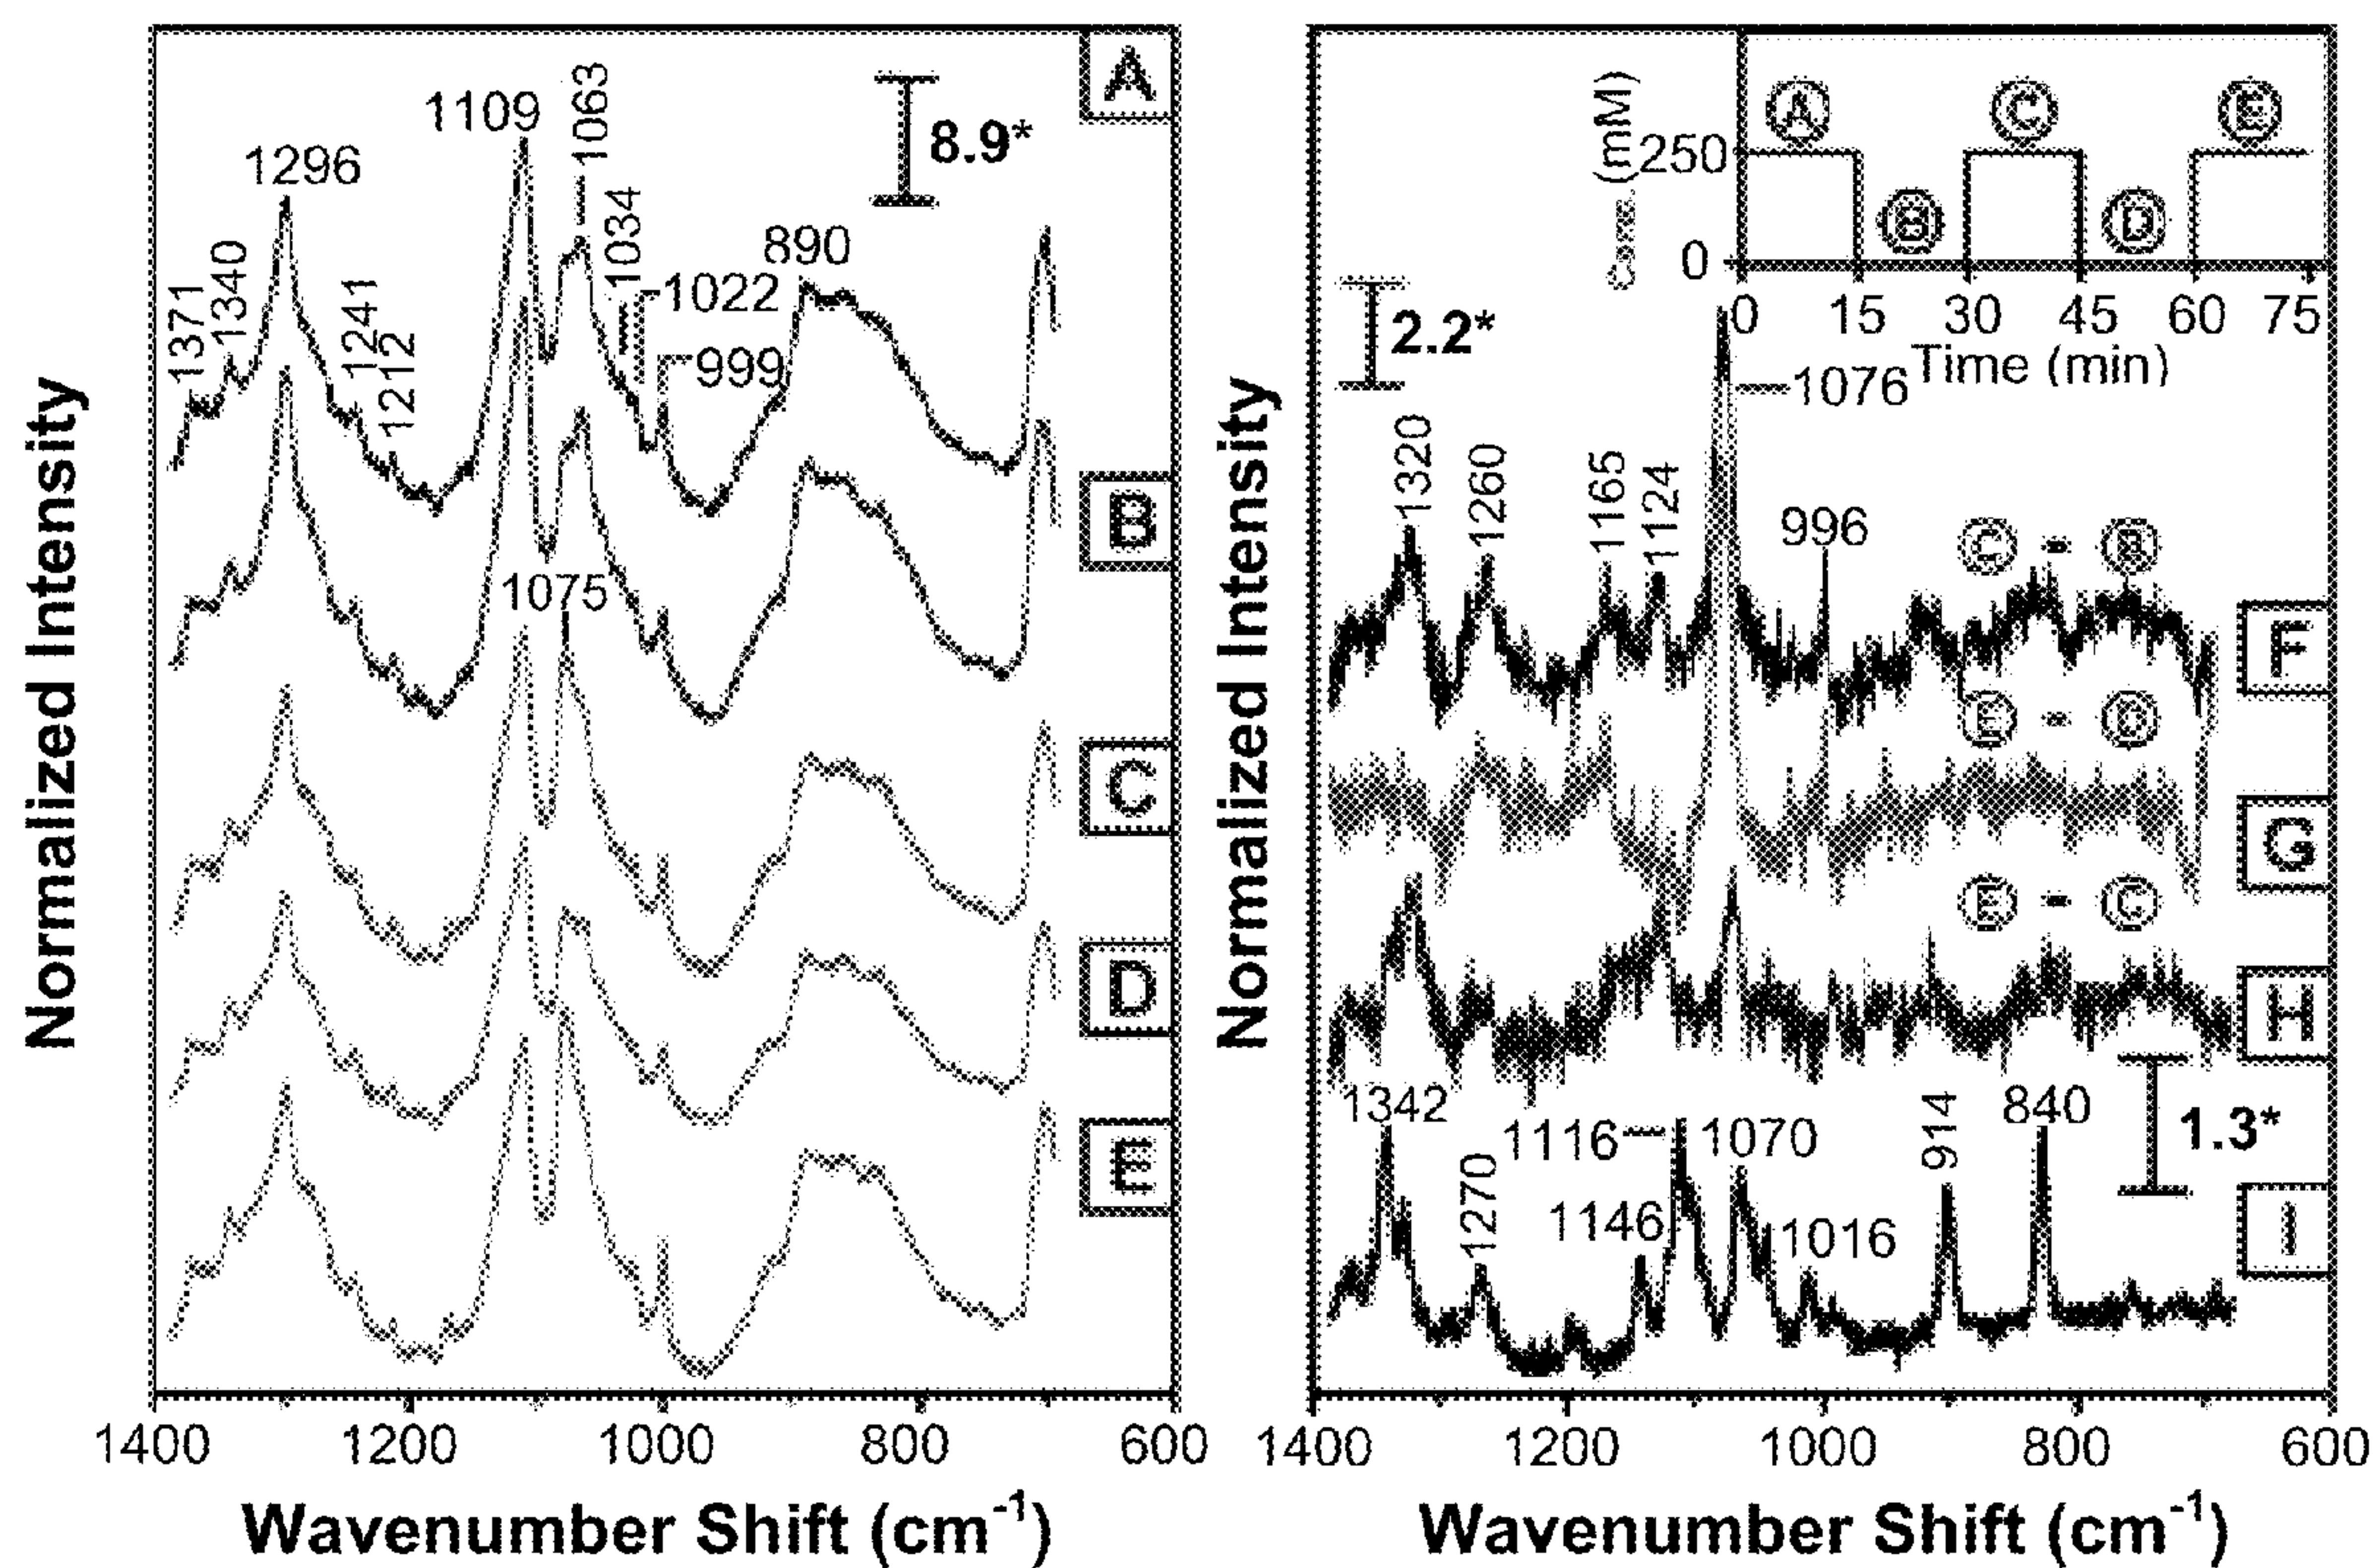 A
1109
1063
8.9*
1296
1034
890
1340
1022
1241
1371
999
1212
B
1075
C
D
E
Normalized Intensity
1400 1200 1000 800 600
Wavenumber Shift (cm-1)
(mM)
A C E
250
B D
0
0 15 30 45 60 75
Time (min)
2.2*
1076
1320
1260
1165
1124
996
C - B
F
G
H
1342
1116
1070
914
840
1.3*
1270
1146
1016
I
Normalized Intensity
1400 1200 1000 800 600
Wavenumber Shift (cm-1)